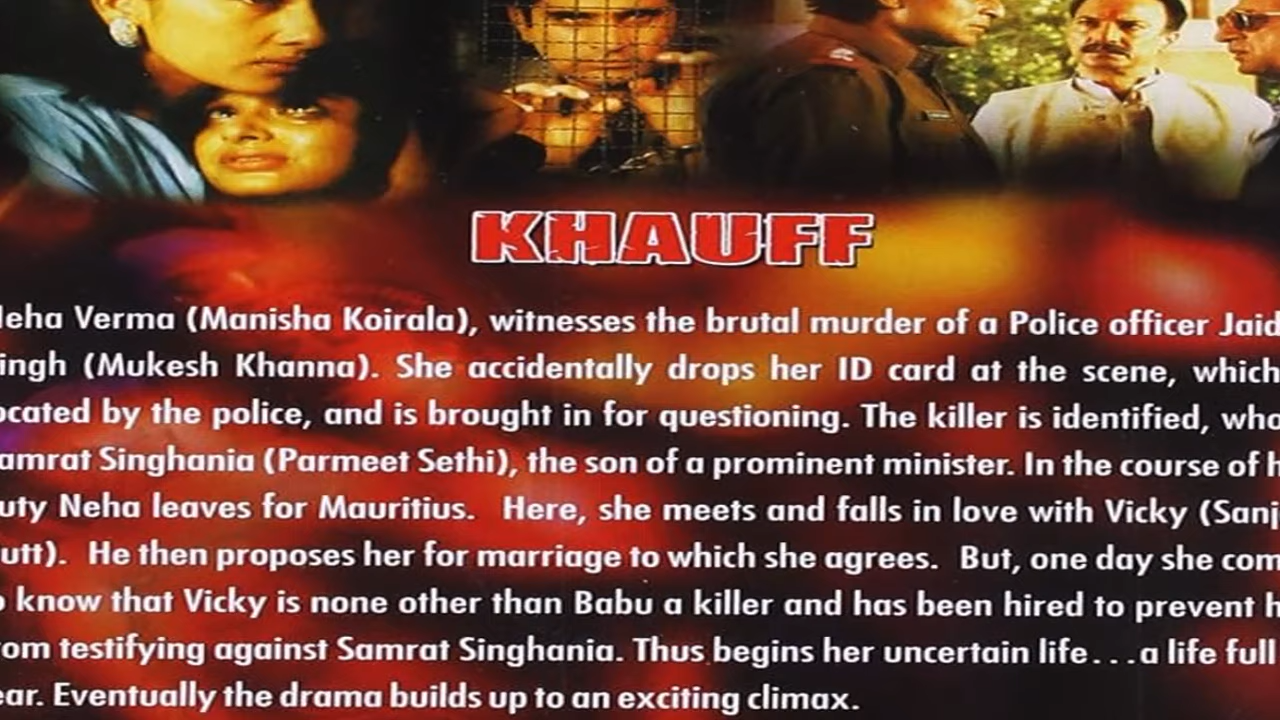 KHAUFF
eha Verma (Manisha Koirala), witnesses the brutal murder of a Police officer Jaid
ingh (Mukesh Khanna). She accidentally drops her ID card at the scene, which
ocated by the police, and is brought in for questioning. The killer is identified, who
amrat Singhania (Parmeet Sethi), the son of a prominent minister. In the course of h
uty Neha leaves for Mauritius. Here, she meets and falls in love with Vicky (Sanj
utt). He then proposes her for marriage to which she agrees. But, one day she com
o know that Vicky is none other than Babu a killer and has been hired to prevent h
om testifying against Samrat Singhania. Thus begins her uncertain life...a life full
ear. Eventually the drama builds up to an exciting climax.